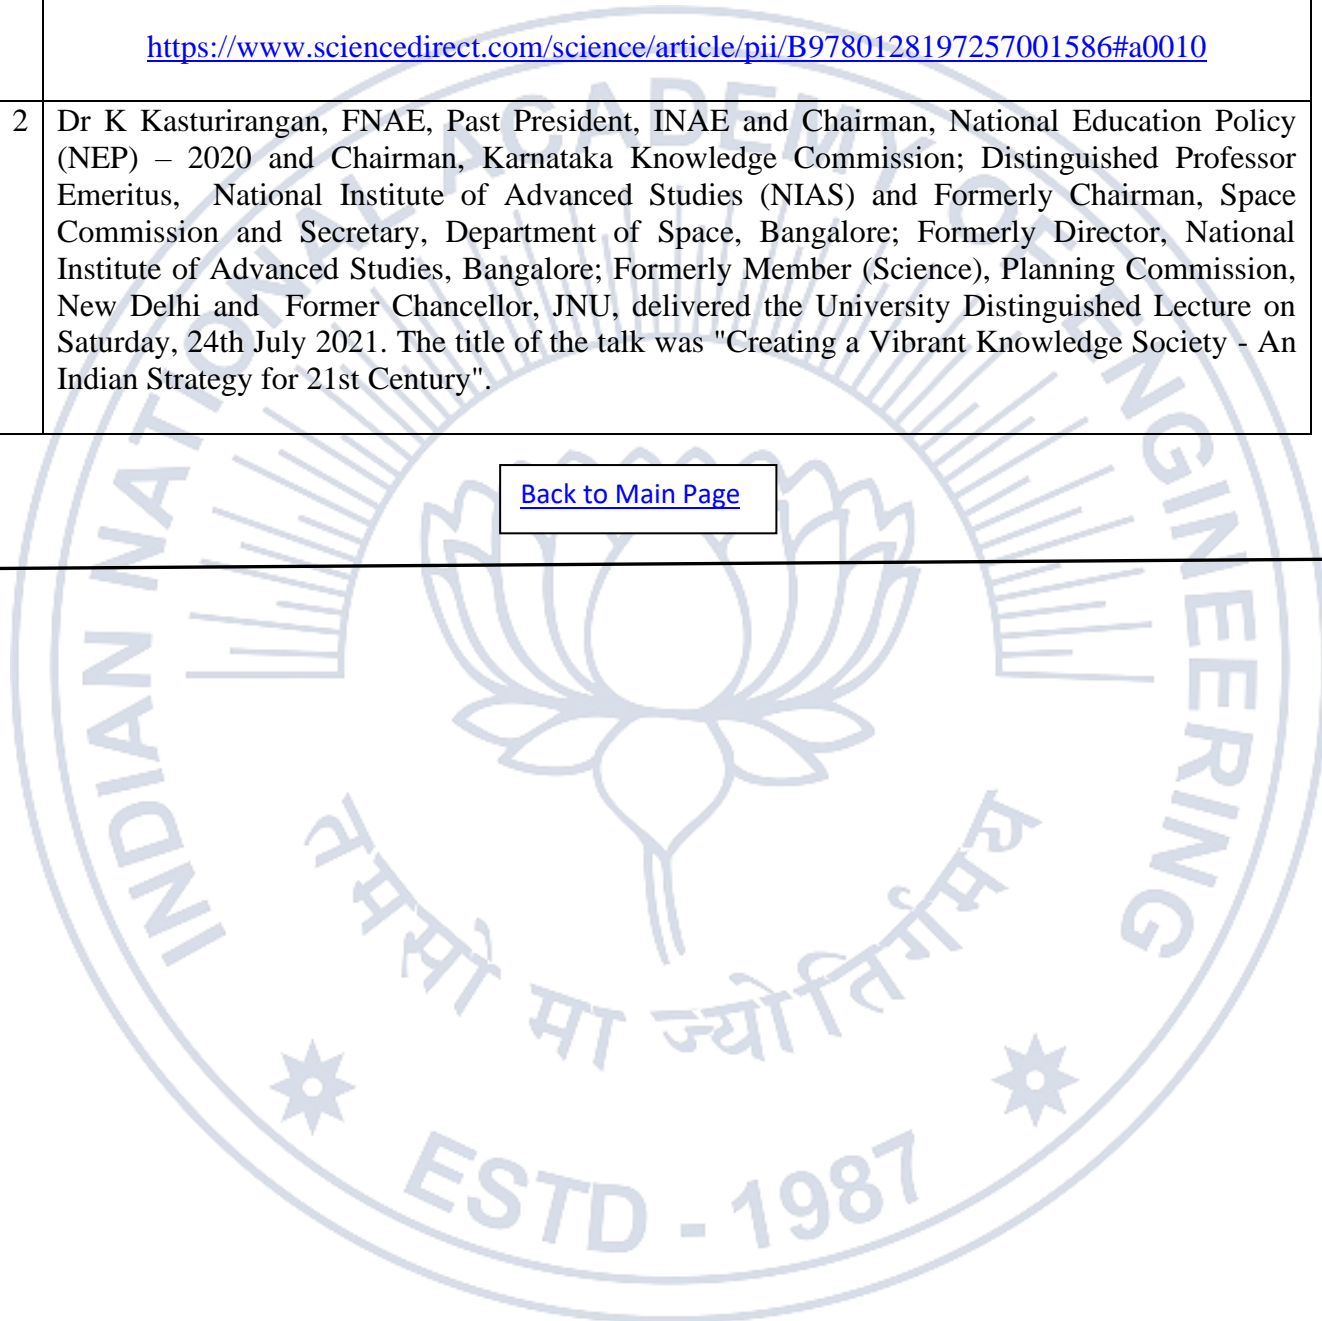 https://www.sciencedirect.com/science/article/pii/B9780128197257001586#a0010
2 Dr K Kasturirangan, FNAE, Past President, INAE and Chairman, National Education Policy
(NEP) – 2020 and Chairman, Karnataka Knowledge Commission; Distinguished Professor
Emeritus, National Institute of Advanced Studies (NIAS) and Formerly Chairman, Space
Commission and Secretary, Department of Space, Bangalore; Formerly Director, National
Institute of Advanced Studies, Bangalore; Formerly Member (Science), Planning Commission,
New Delhi and Former Chancellor, JNU, delivered the University Distinguished Lecture on
Saturday, 24th July 2021. The title of the talk was "Creating a Vibrant Knowledge Society - An
Indian Strategy for 21st Century".
Back to Main Page
INDIAN NATIONAL ACADEMY OF ENGINEERING
तमसो मा ज्योतिर्गमय
ESTD - 1987